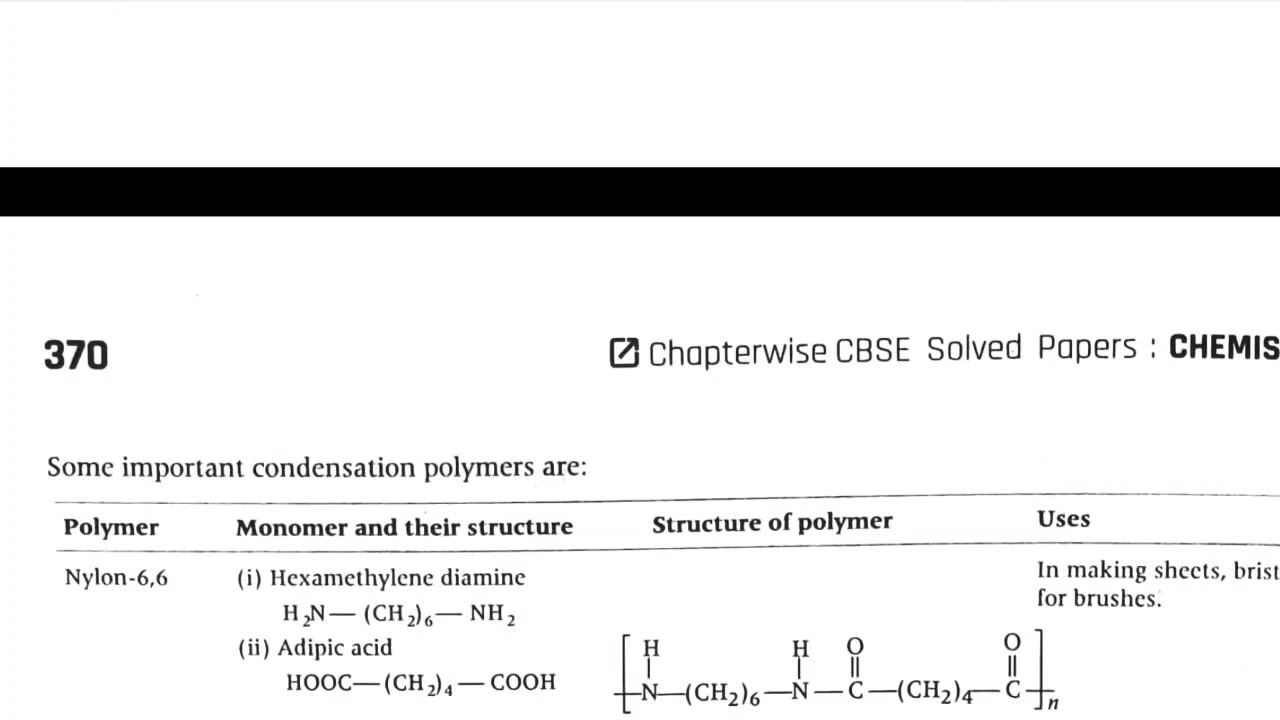 370
Chapterwise CBSE Solved Papers : CHEMIS
Some important condensation polymers are:
Polymer Monomer and their structure Structure of polymer Uses
Nylon-6,6 (i) Hexamethylene diamine In making sheets, brist
H₂N— (CH₂)₆— NH₂ for brushes.
(ii) Adipic acid H H O O
HOOC—(CH₂)₄— COOH —N—(CH₂)₆—N—C—(CH₂)₄—C— n